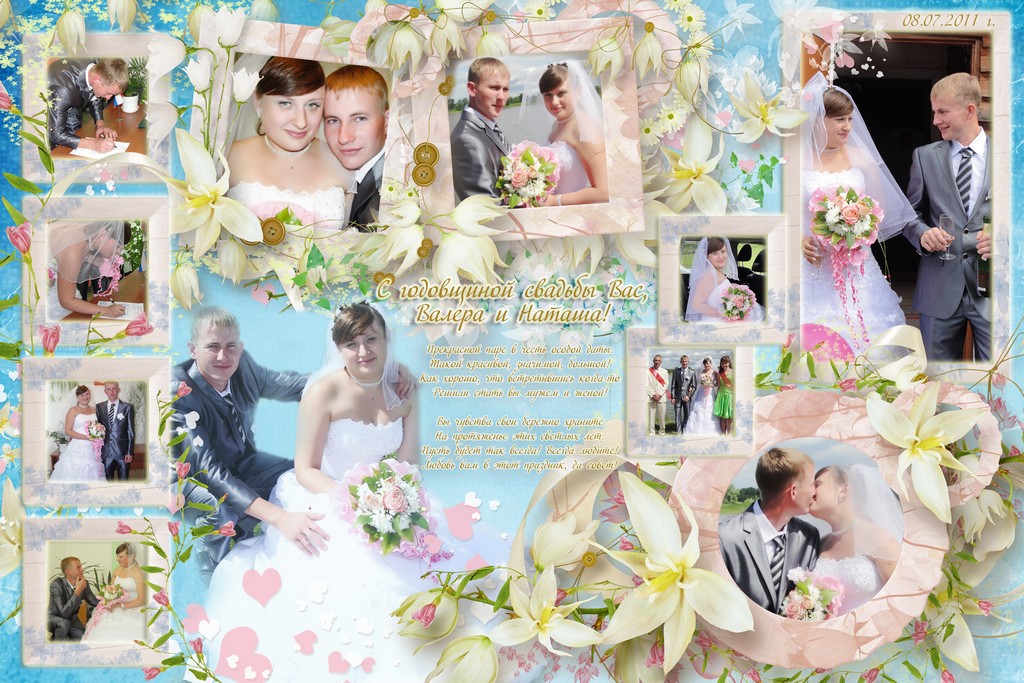 08.07.2011 г.
С годовщиной свадьбы Вас,
Валера и Наташа!
Прекрасной паре в честь особой даты.
Такой красивой, значимой, большой!
Как хорошо, что встретившись когда-то
Решили стать вы мужем и женой!
Вы чувства свои бережно храните
На протяженье этих светлых лет.
Пусть будет так всегда! Всегда любите!
Любовь вам в этот праздник, да совет!